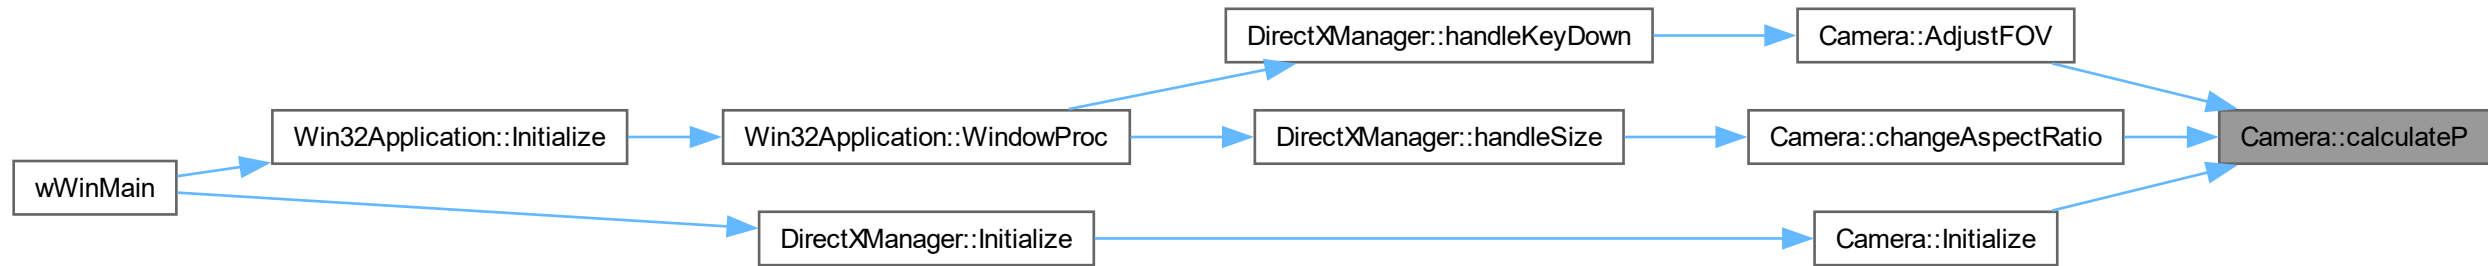 DirectXManager::handleKeyDown
Camera::AdjustFOV
Win32Application::Initialize
Win32Application::WindowProc
DirectXManager::handleSize
Camera::changeAspectRatio
Camera::calculateP
wWinMain
DirectXManager::Initialize
Camera::Initialize